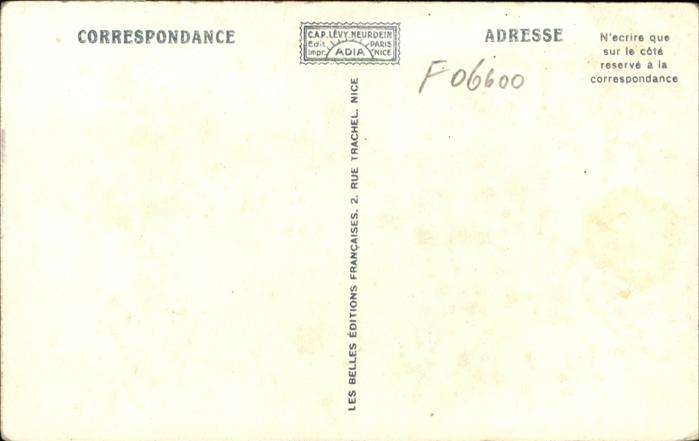 CORRESPONDANCE
C.A.P. LÉVY. NEURDEIN
Edit. PARIS
Impr. ADIA NICE
ADRESSE
N'ecrire que
sur le côté
reservé à la
correspondance
F 06600
LES BELLES ÉDITIONS FRANÇAISES. 2. RUE TRACHEL. NICE